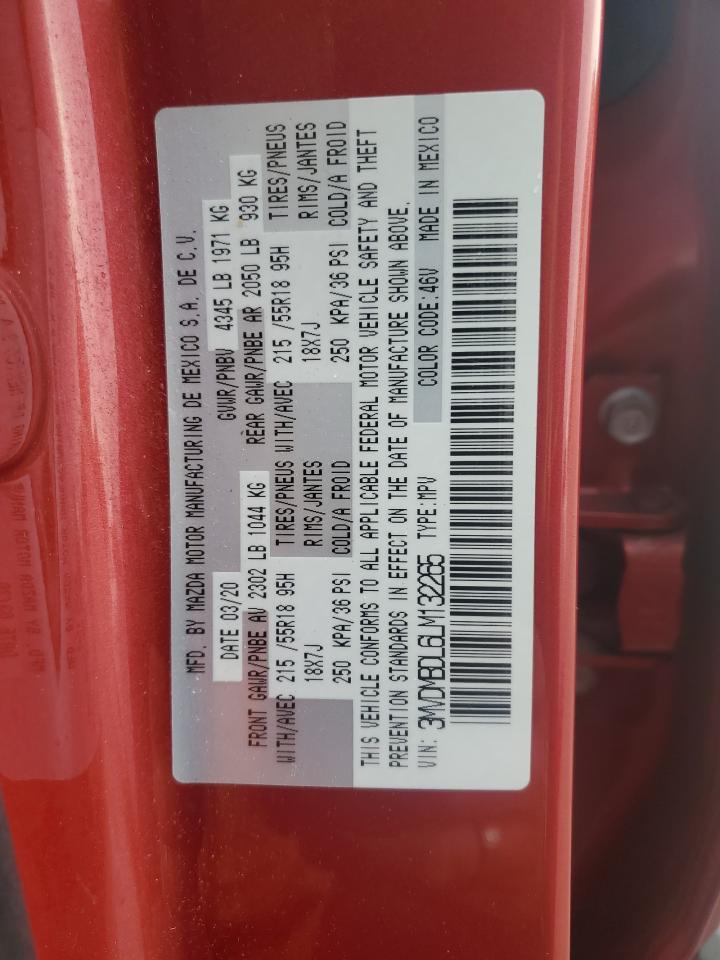 MFD. BY MAZDA MOTOR MANUFACTURING DE MEXICO S.A. DE C.V.
DATE 03/20 GVWR/PNBV 4345 LB 1971 KG
FRONT GAWR/PNBE AV 2302 LB 1044 KG REAR GAWR/PNBE AR 2050 LB 930 KG
WITH/AVEC 215 /55R18 95H TIRES/PNEUS WITH/AVEC 215 /55R18 95H TIRES/PNEUS
18X7J RIMS/JANTES 18X7J RIMS/JANTES
250 KPA/36 PSI COLD/A FROID 250 KPA/36 PSI COLD/A FROID
THIS VEHICLE CONFORMS TO ALL APPLICABLE FEDERAL MOTOR VEHICLE SAFETY AND THEFT
PREVENTION STANDARDS IN EFFECT ON THE DATE OF MANUFACTURE SHOWN ABOVE.
VIN: 3MVDMBDL6LM132265 TYPE:MPV COLOR CODE:46V MADE IN MEXICO